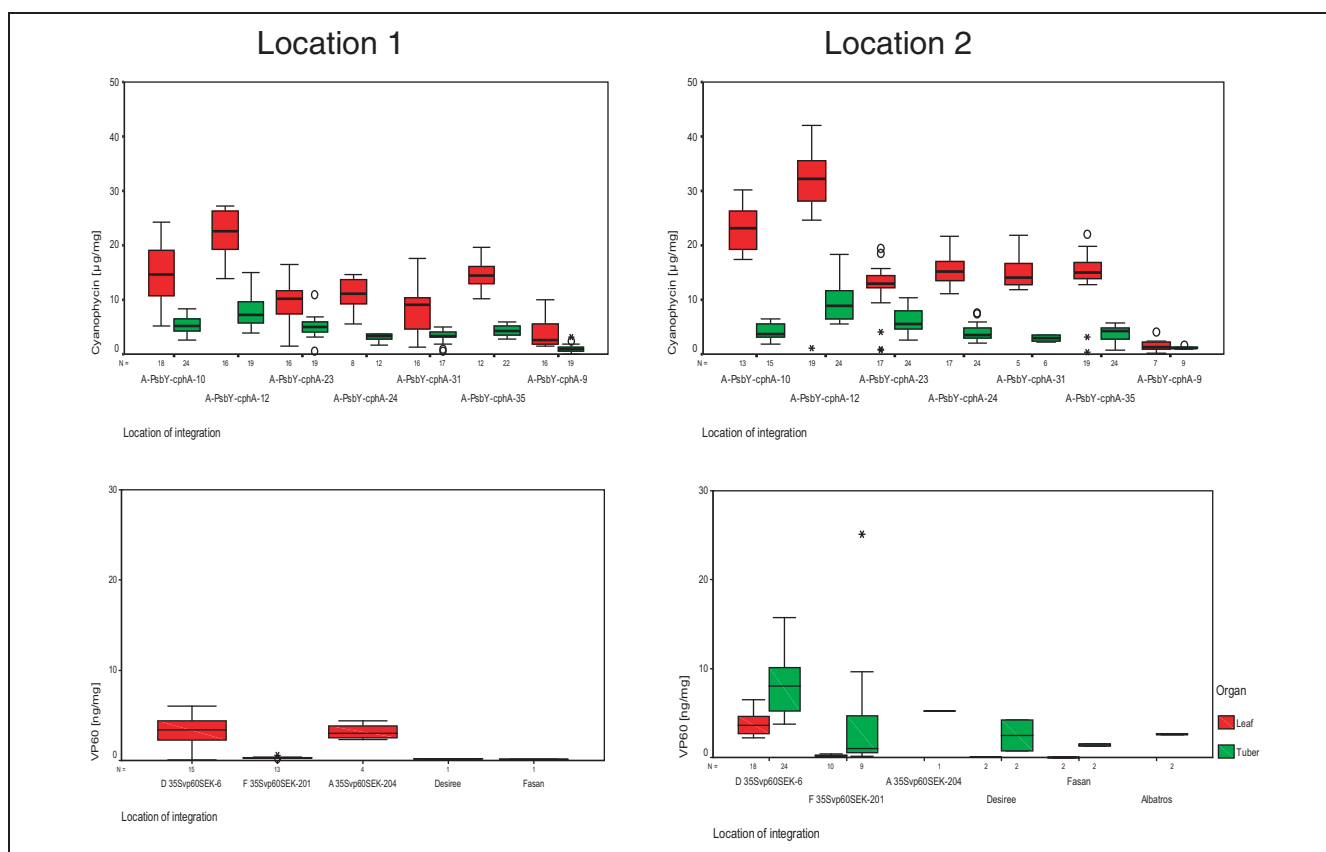 Location 1
Location 2
Cyanophycin [µg/mg]
50
40
30
20
10
0
N = 18 24 16 19 16 19 8 12 16 17 12 22 16 19
A-PsbY-cphA-10 A-PsbY-cphA-23 A-PsbY-cphA-31 A-PsbY-cphA-9
A-PsbY-cphA-12 A-PsbY-cphA-24 A-PsbY-cphA-35
Location of integration
Cyanophycin [µg/mg]
50
40
30
20
10
0
N = 13 15 19 24 17 24 17 24 5 6 19 24 7 9
A-PsbY-cphA-10 A-PsbY-cphA-23 A-PsbY-cphA-31 A-PsbY-cphA-9
A-PsbY-cphA-12 A-PsbY-cphA-24 A-PsbY-cphA-35
Location of integration
VP60 [ng/mg]
30
20
10
0
N = 15 13 4 1 1
D 35Svp60SEK-6 F 35Svp60SEK-201 A 35Svp60SEK-204 Desiree Fasan
Location of integration
VP60 [ng/mg]
30
20
10
0
N = 18 24 10 9 1 2 2 2 2 2
D 35Svp60SEK-6 A 35Svp60SEK-204 Fasan
F 35Svp60SEK-201 Desiree Albatros
Location of integration
Organ
Leaf
Tuber